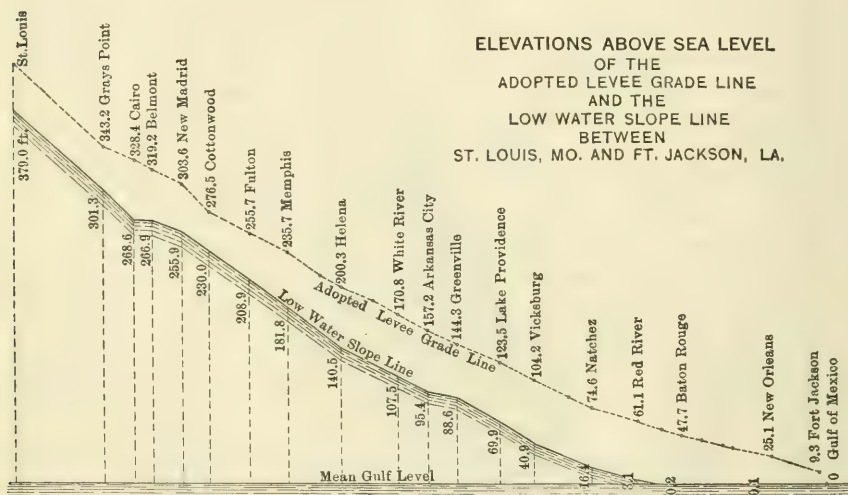 ELEVATIONS ABOVE SEA LEVEL
OF THE
ADOPTED LEVEE GRADE LINE
AND THE
LOW WATER SLOPE LINE
BETWEEN
ST. LOUIS, MO. AND FT. JACKSON, LA.
St. Louis
343.2 Grays Point
328.4 Cairo
319.2 Belmont
303.6 New Madrid
276.5 Cottonwood
255.7 Fulton
235.7 Memphis
200.3 Helena
170.8 White River
157.2 Arkansas City
144.3 Greenville
123.5 Lake Providence
104.2 Vicksburg
74.6 Natchez
61.1 Red River
47.7 Baton Rouge
25.1 New Orleans
9.3 Fort Jackson
0 Gulf of Mexico
Adopted Levee Grade Line
Low Water Slope Line
379.0 ft.
301.3
268.6
266.9
255.9
230.0
208.9
181.8
140.5
107.5
95.4
88.6
69.9
40.9
16.4
3.1
0.2
0.1
Mean Gulf Level